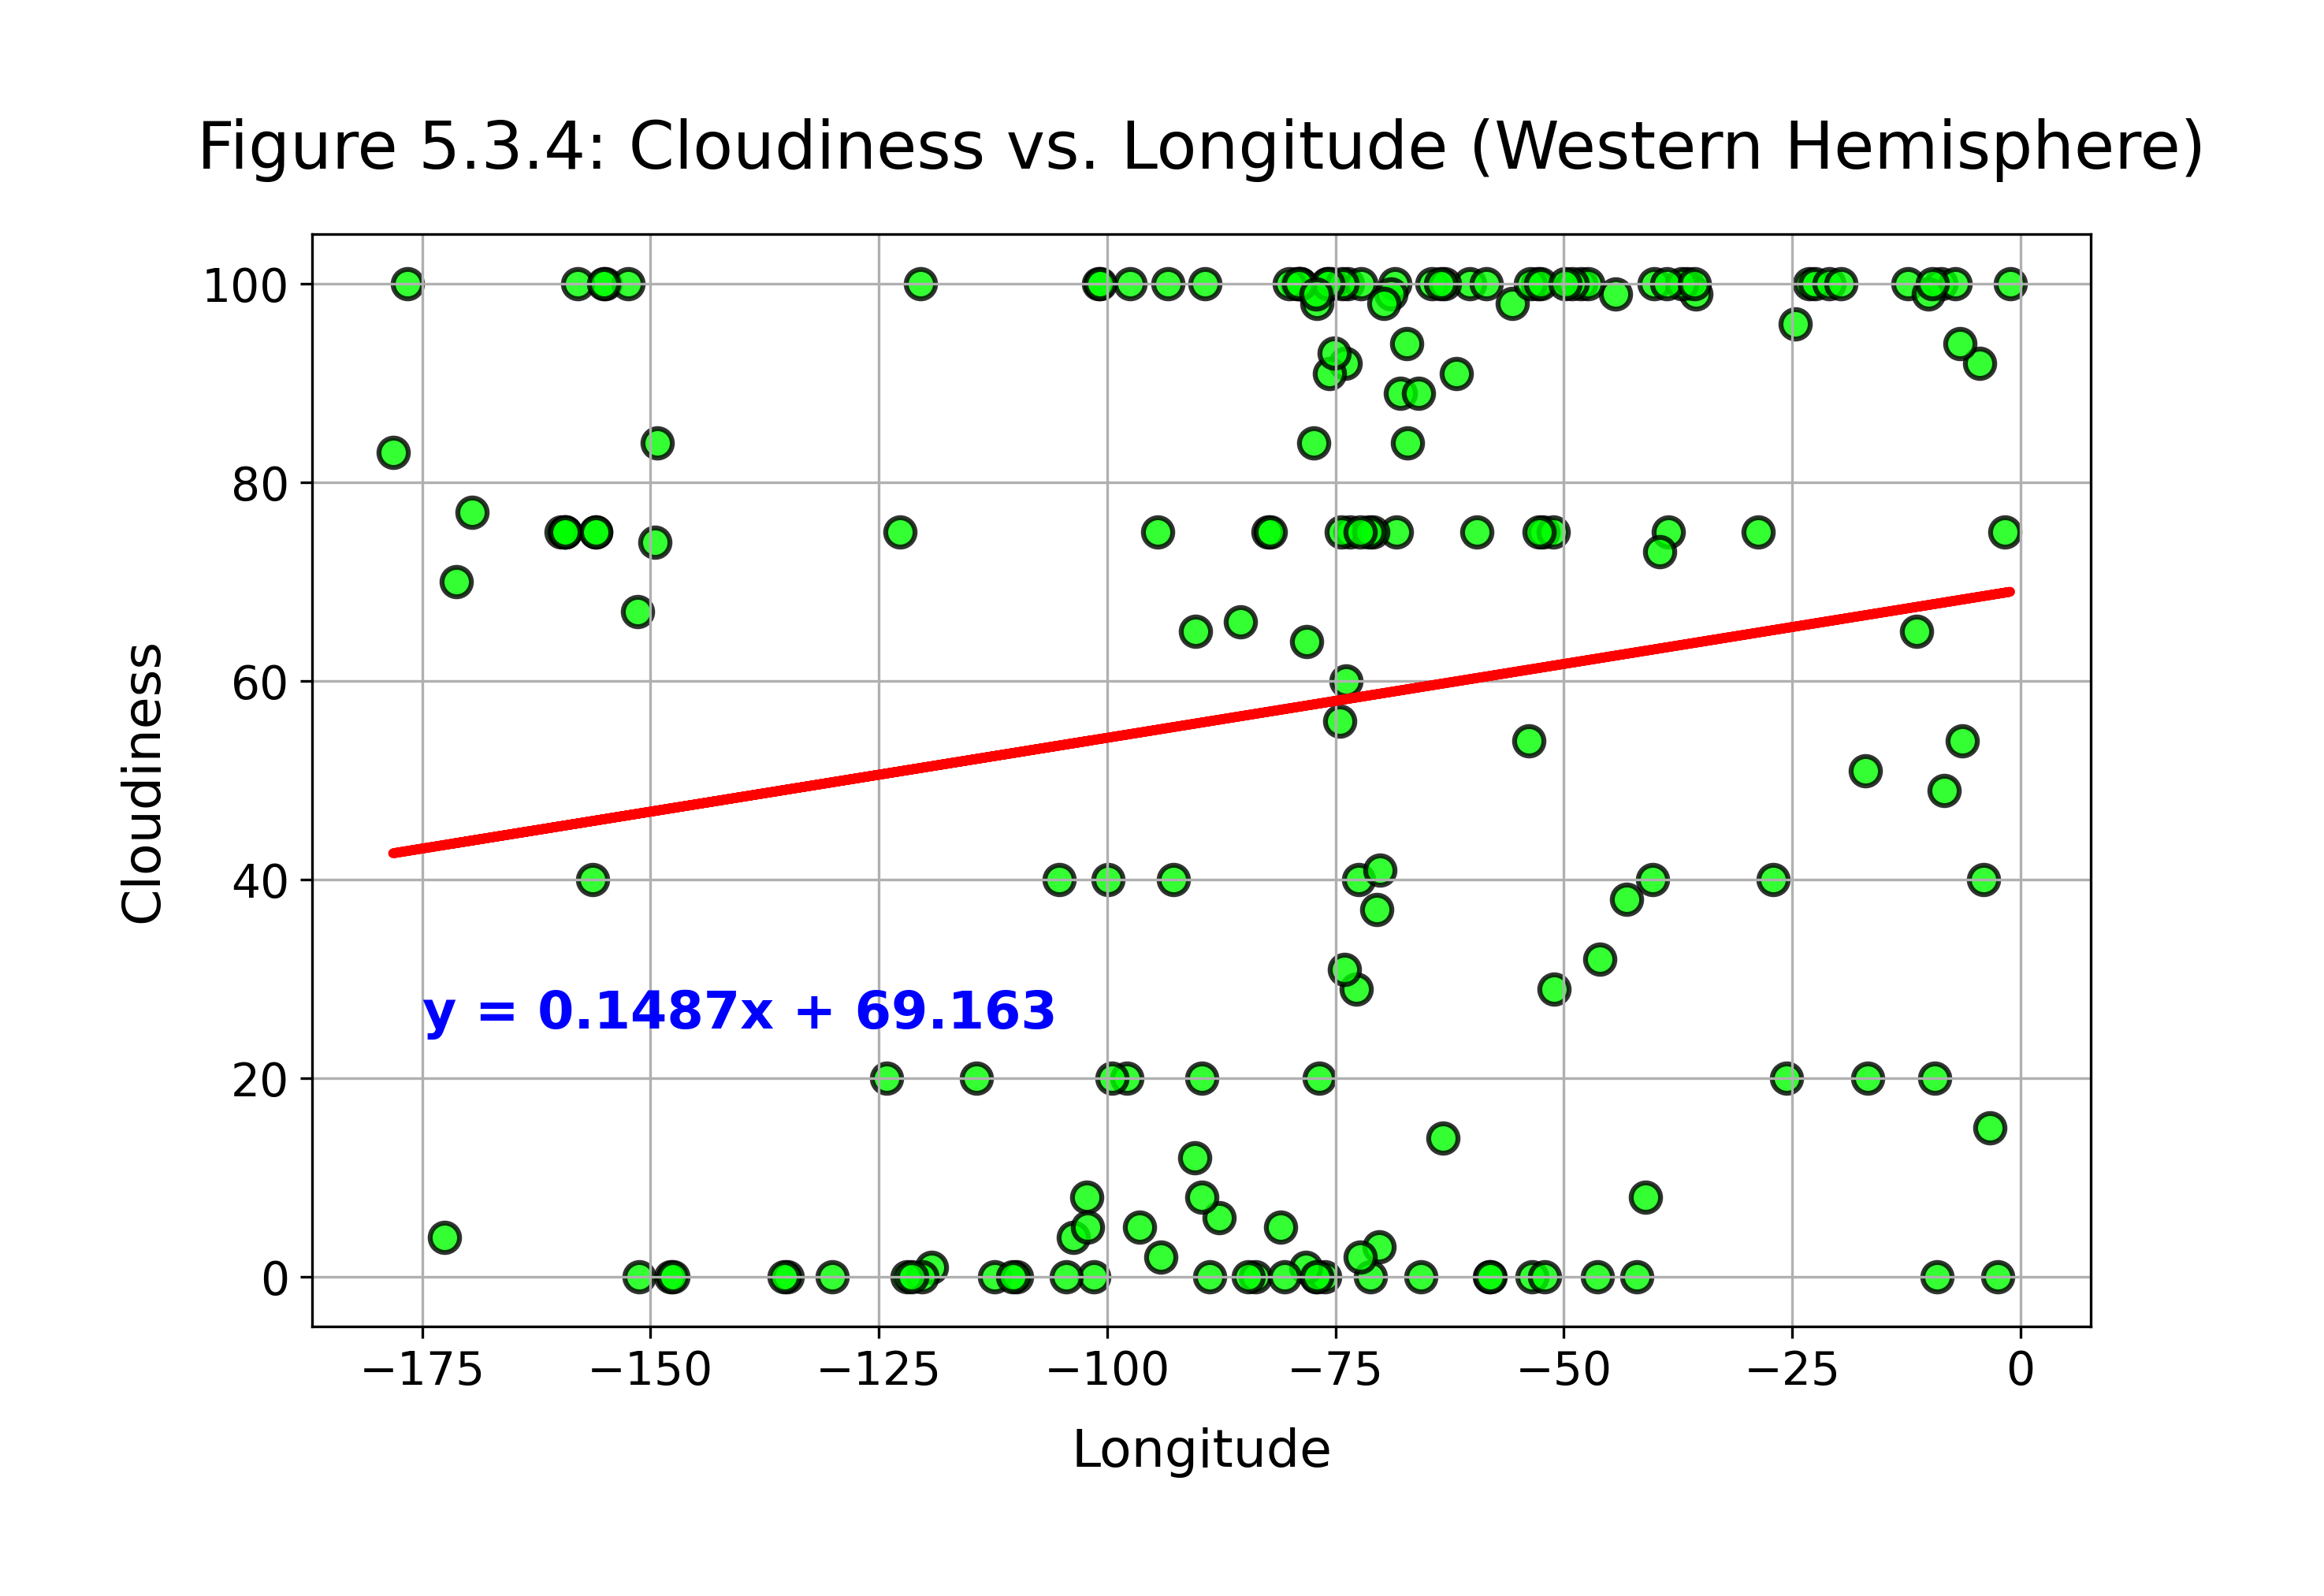 Figure 5.3.4: Cloudiness vs. Longitude (Western Hemisphere)
100
80
60
40
20
0
Cloudiness
y = 0.1487x + 69.163
−175 −150 −125 −100 −75 −50 −25 0
Longitude